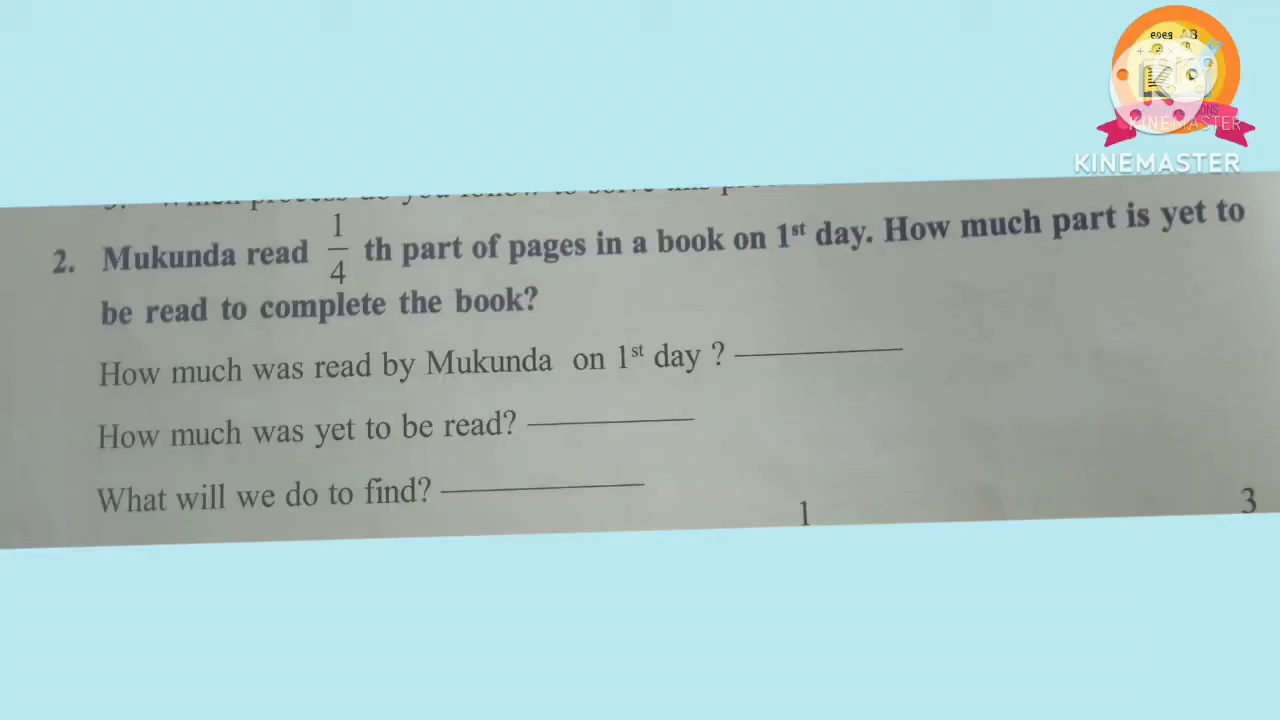 AB
KINEMASTER
KINEMASTER
2. Mukunda read 1/4 th part of pages in a book on 1st day. How much part is yet to
be read to complete the book?
How much was read by Mukunda on 1st day ?
How much was yet to be read?
What will we do to find?
1 3